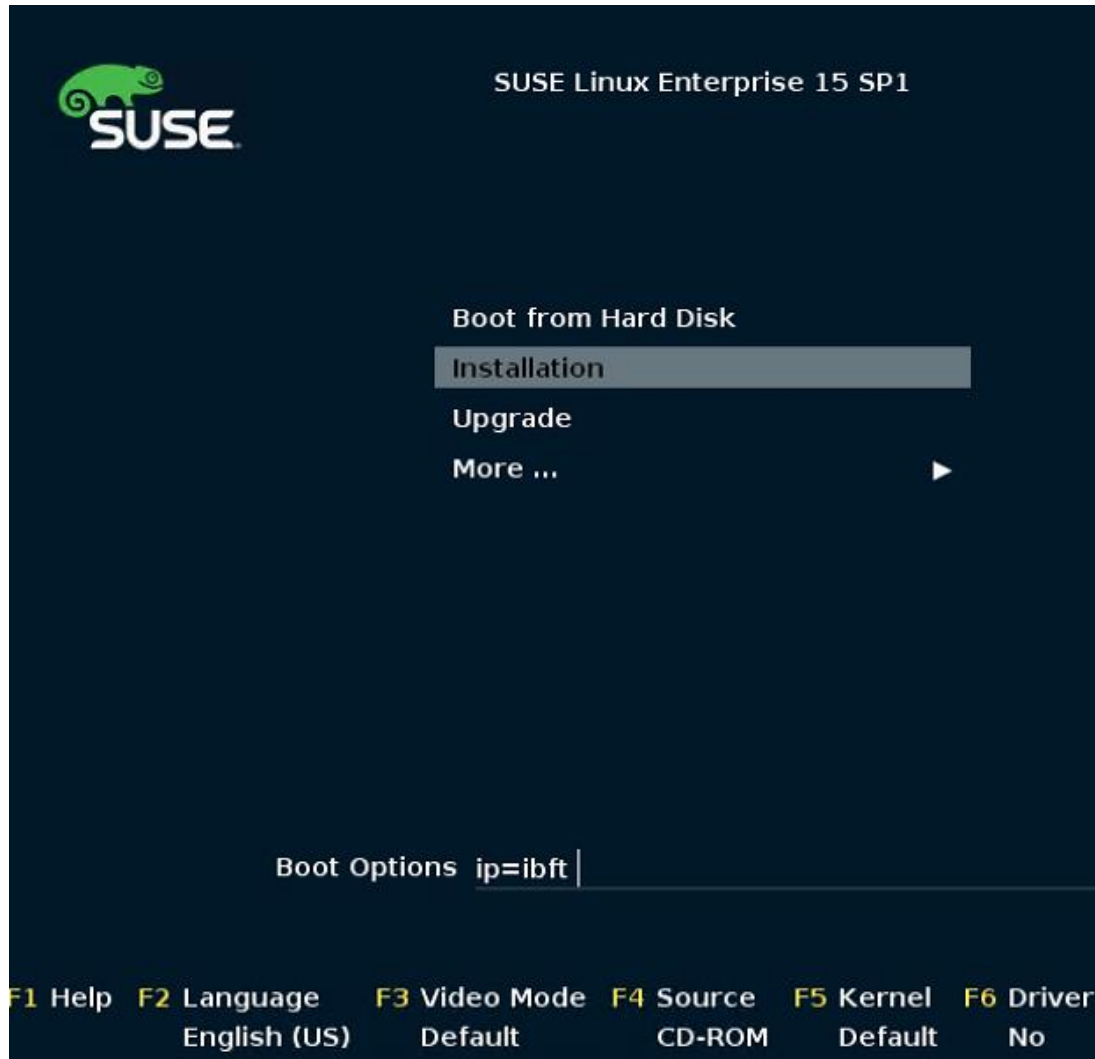 SUSE Linux Enterprise 15 SP1
SUSE.
Boot from Hard Disk
Installation
Upgrade
More ...
Boot Options ip=ibft
F1 Help F2 Language F3 Video Mode F4 Source F5 Kernel F6 Driver
English (US) Default CD-ROM Default No